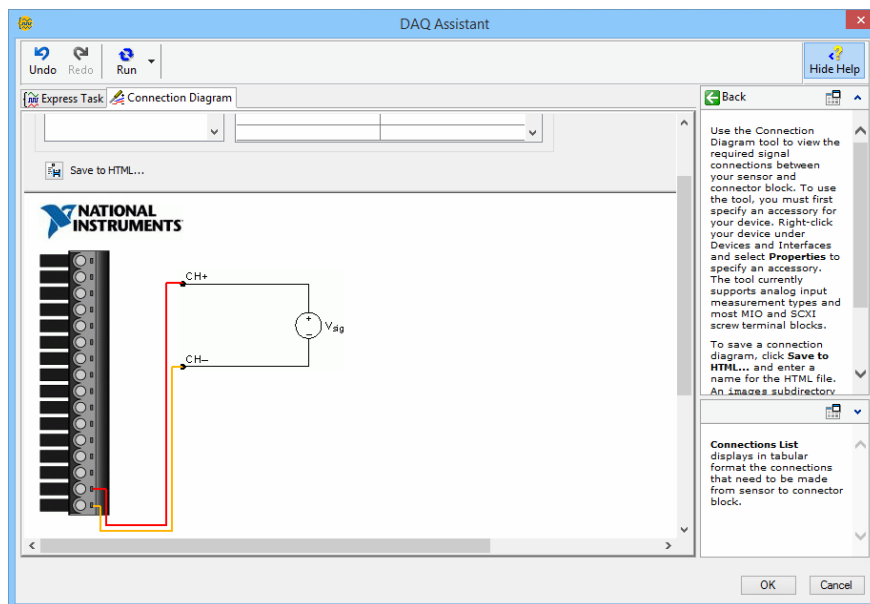 DAQ Assistant
Undo
Redo
Run
Hide Help
Express Task
Connection Diagram
Save to HTML...
NATIONAL
INSTRUMENTS
CH+
+
Vsig
−
CH−
Back
Use the Connection
Diagram tool to view the
required signal
connections between
your sensor and
connector block. To use
the tool, you must first
specify an accessory for
your device. Right-click
your device under
Devices and Interfaces
and select Properties to
specify an accessory.
The tool currently
supports analog input
measurement types and
most MIO and SCXI
screw terminal blocks.
To save a connection
diagram, click Save to
HTML... and enter a
name for the HTML file.
An images subdirectory
Connections List
displays in tabular
format the connections
that need to be made
from sensor to connector
block.
OK
Cancel